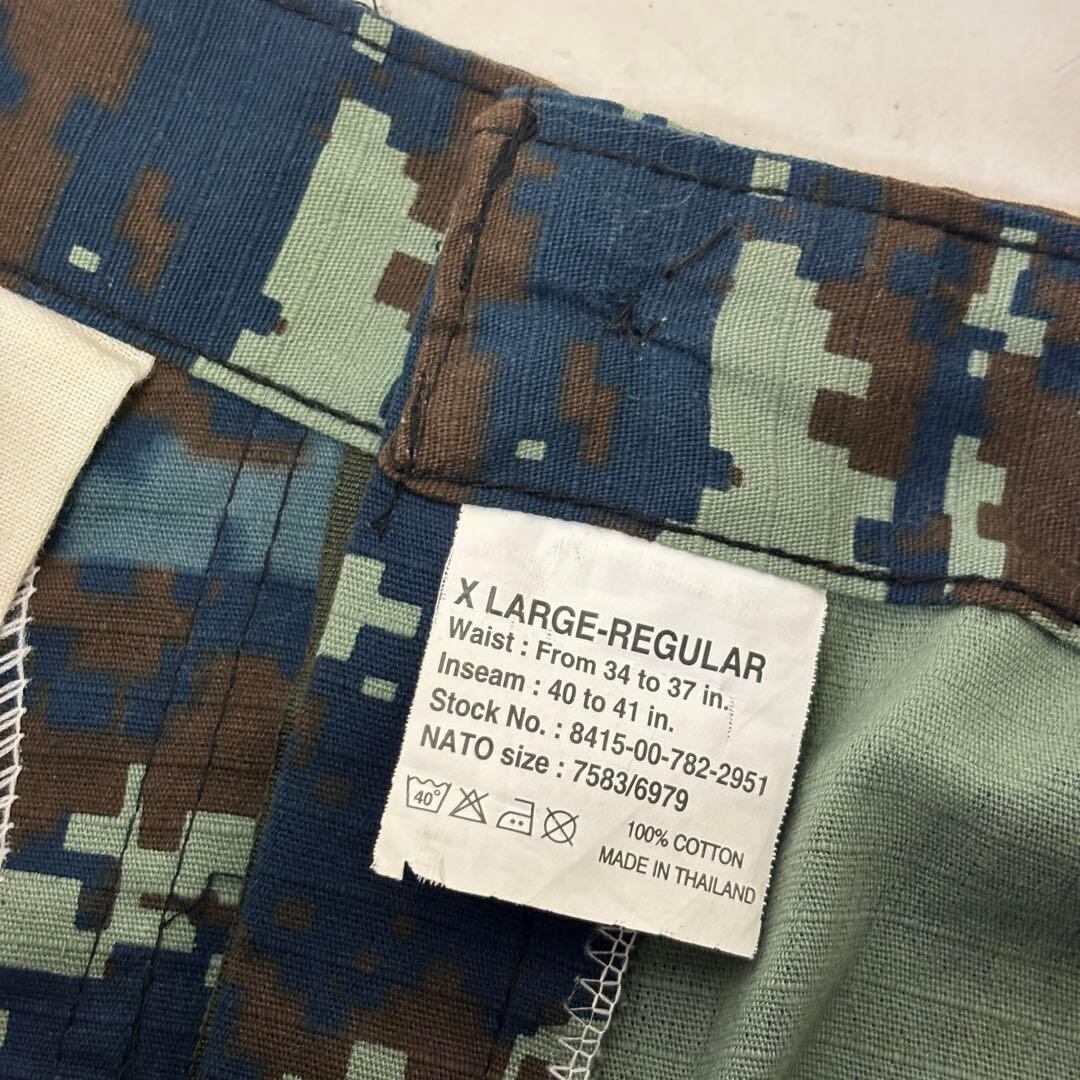 X LARGE-REGULAR
Waist : From 34 to 37 in.
Inseam : 40 to 41 in.
Stock No. : 8415-00-782-2951
NATO size : 7583/6979
40°
100% COTTON
MADE IN THAILAND